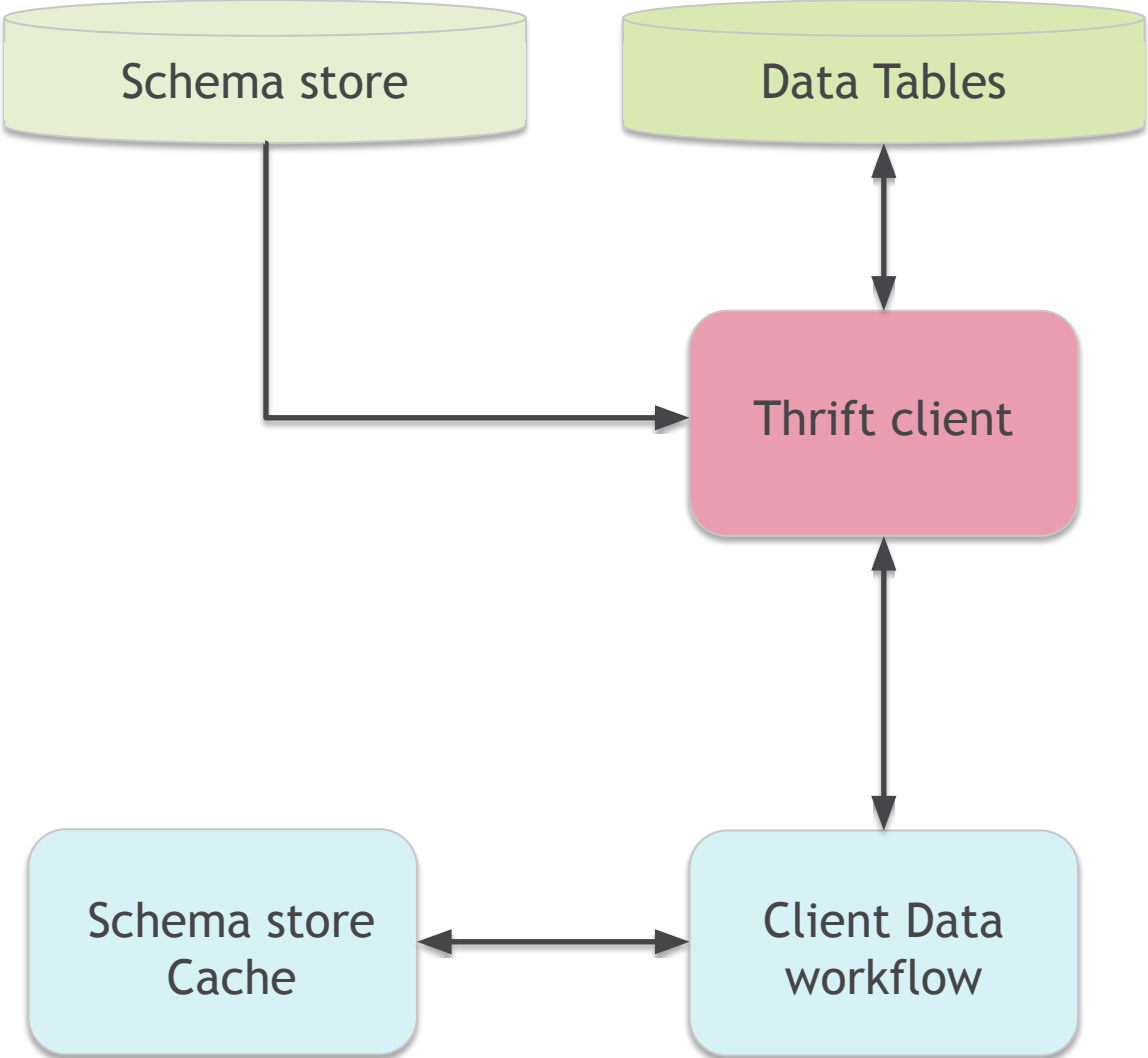 Schema store
Data Tables
Thrift client
Schema store
Cache
Client Data
workflow